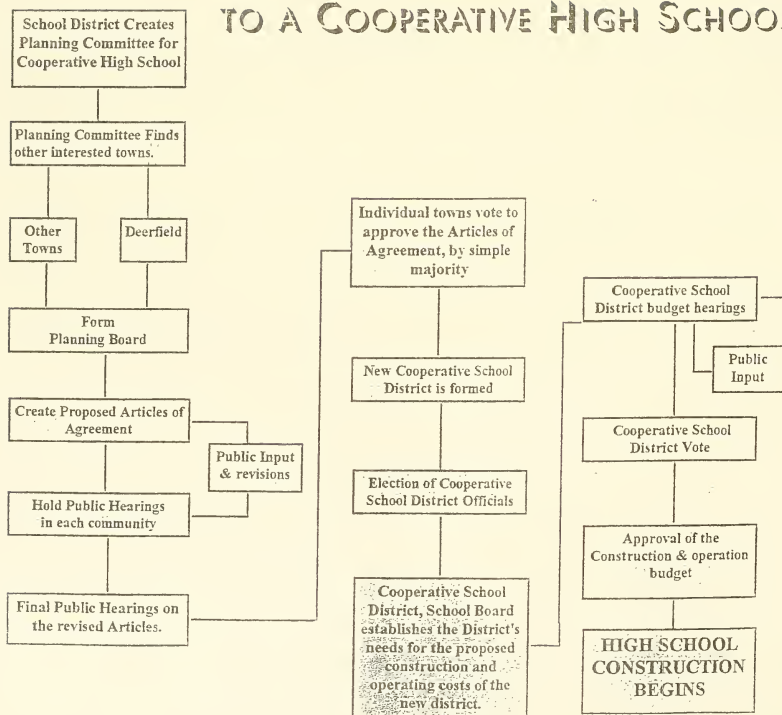 TO A COOPERATIVE HIGH SCHOO
School District Creates
Planning Committee for
Cooperative High School
Planning Committee Finds
other interested towns.
Other
Towns
Deerfield
Form
Planning Board
Create Proposed Articles of
Agreement
Public Input
& revisions
Hold Public Hearings
in each community
Final Public Hearings on
the revised Articles.
Individual towns vote to
approve the Articles of
Agreement, by simple
majority
New Cooperative School
District is formed
Election of Cooperative
School District Officials
Cooperative School
District, School Board
establishes the District's
needs for the proposed
construction and
operating costs of the
new district.
Cooperative School
District budget hearings
Public
Input
Cooperative School
District Vote
Approval of the
Construction & operation
budget
HIGH SCHOOL
CONSTRUCTION
BEGINS